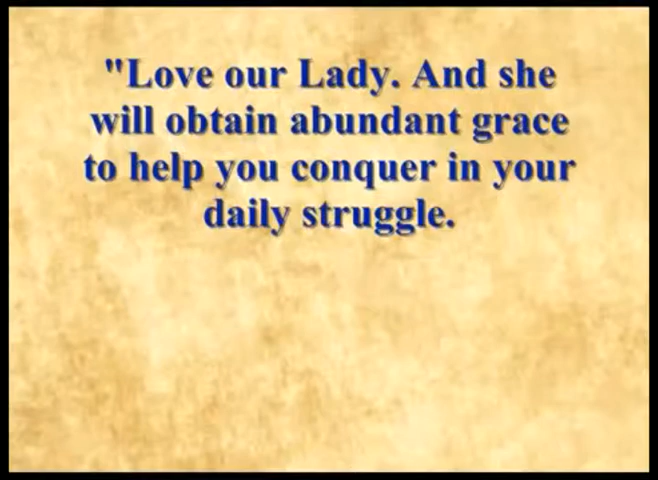 "Love our Lady. And she
will obtain abundant grace
to help you conquer in your
daily struggle.